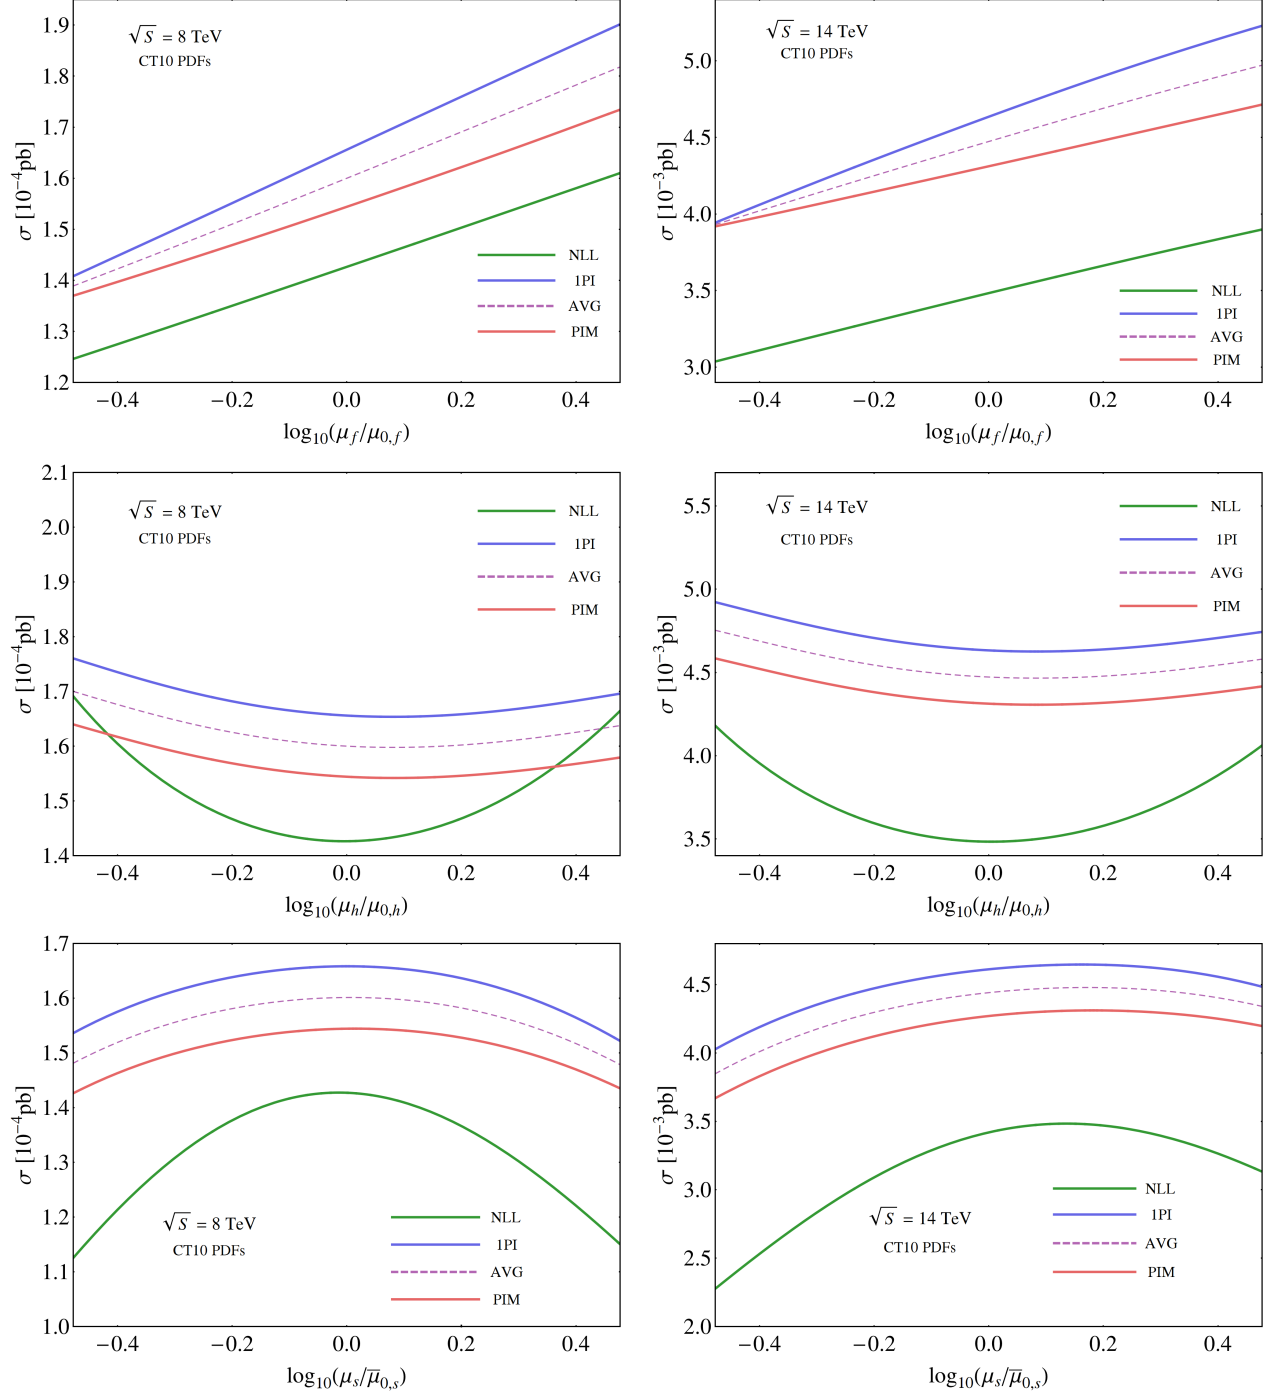 √S = 8 TeV
CT10 PDFs
σ [10⁻⁴pb]
1.9
1.8
1.7
1.6
1.5
1.4
1.3
1.2
NLL
1PI
AVG
PIM
−0.4 −0.2 0.0 0.2 0.4
log₁₀(μ_f/μ_{0,f})
√S = 14 TeV
CT10 PDFs
σ [10⁻³pb]
5.0
4.5
4.0
3.5
3.0
NLL
1PI
AVG
PIM
−0.4 −0.2 0.0 0.2 0.4
log₁₀(μ_f/μ_{0,f})
√S = 8 TeV
CT10 PDFs
σ [10⁻⁴pb]
2.1
2.0
1.9
1.8
1.7
1.6
1.5
1.4
NLL
1PI
AVG
PIM
−0.4 −0.2 0.0 0.2 0.4
log₁₀(μ_h/μ_{0,h})
√S = 14 TeV
CT10 PDFs
σ [10⁻³pb]
5.5
5.0
4.5
4.0
3.5
NLL
1PI
AVG
PIM
−0.4 −0.2 0.0 0.2 0.4
log₁₀(μ_h/μ_{0,h})
σ [10⁻⁴pb]
1.7
1.6
1.5
1.4
1.3
1.2
1.1
1.0
√S = 8 TeV
CT10 PDFs
NLL
1PI
AVG
PIM
−0.4 −0.2 0.0 0.2 0.4
log₁₀(μ_s/μ̅_{0,s})
σ [10⁻³pb]
4.5
4.0
3.5
3.0
2.5
2.0
√S = 14 TeV
CT10 PDFs
NLL
1PI
AVG
PIM
−0.4 −0.2 0.0 0.2 0.4
log₁₀(μ_s/μ̅_{0,s})